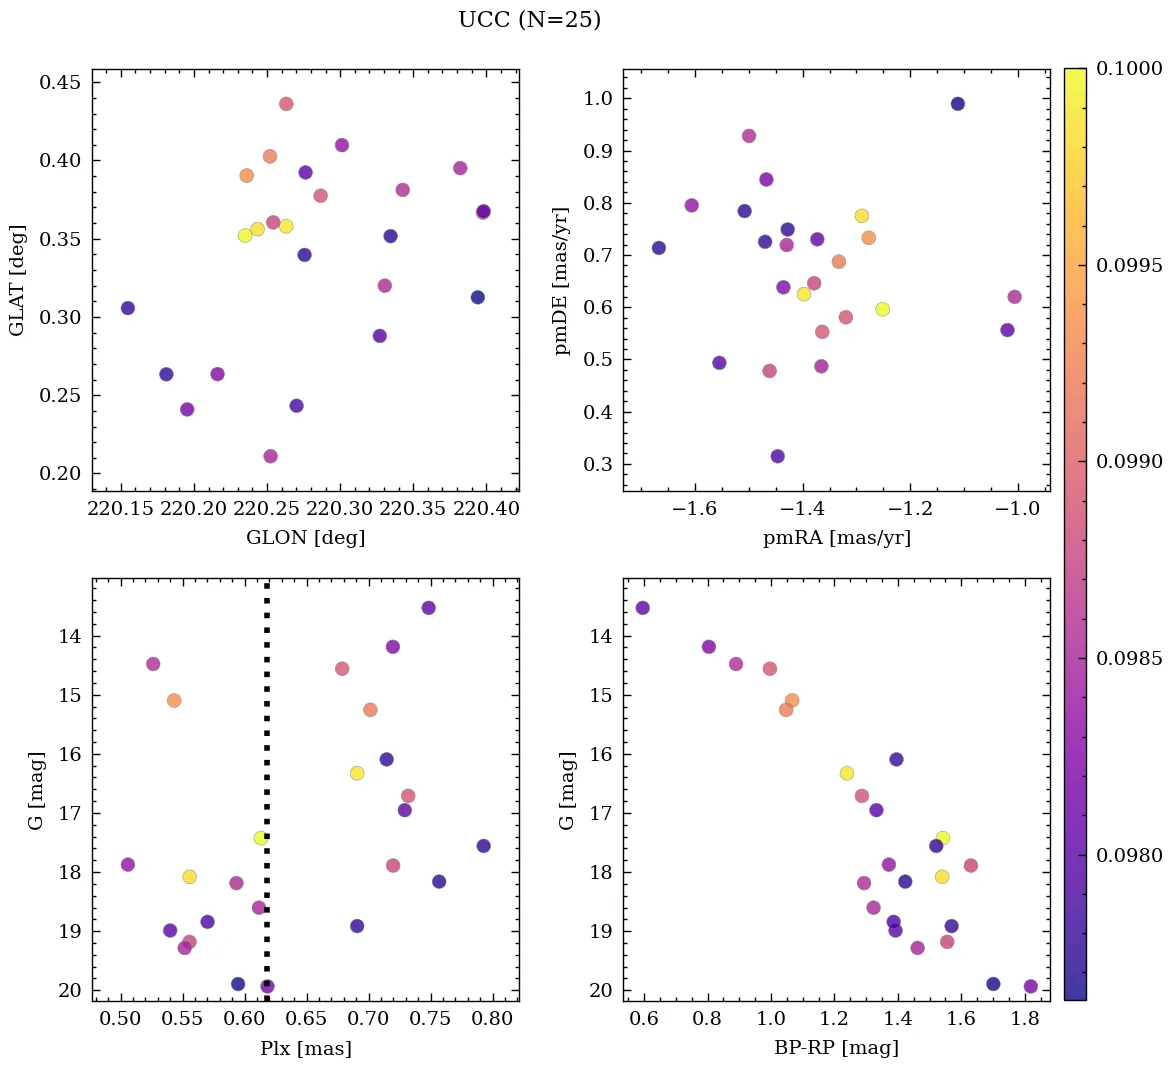 UCC (N=25)
0.45
0.40
0.35
0.30
0.25
0.20
GLAT [deg]
220.15 220.20 220.25 220.30 220.35 220.40
GLON [deg]
1.0
0.9
0.8
0.7
0.6
0.5
0.4
0.3
pmDE [mas/yr]
−1.6 −1.4 −1.2 −1.0
pmRA [mas/yr]
0.1000
0.0995
0.0990
0.0985
0.0980
14
15
16
17
18
19
20
G [mag]
0.50 0.55 0.60 0.65 0.70 0.75 0.80
Plx [mas]
14
15
16
17
18
19
20
G [mag]
0.6 0.8 1.0 1.2 1.4 1.6 1.8
BP-RP [mag]